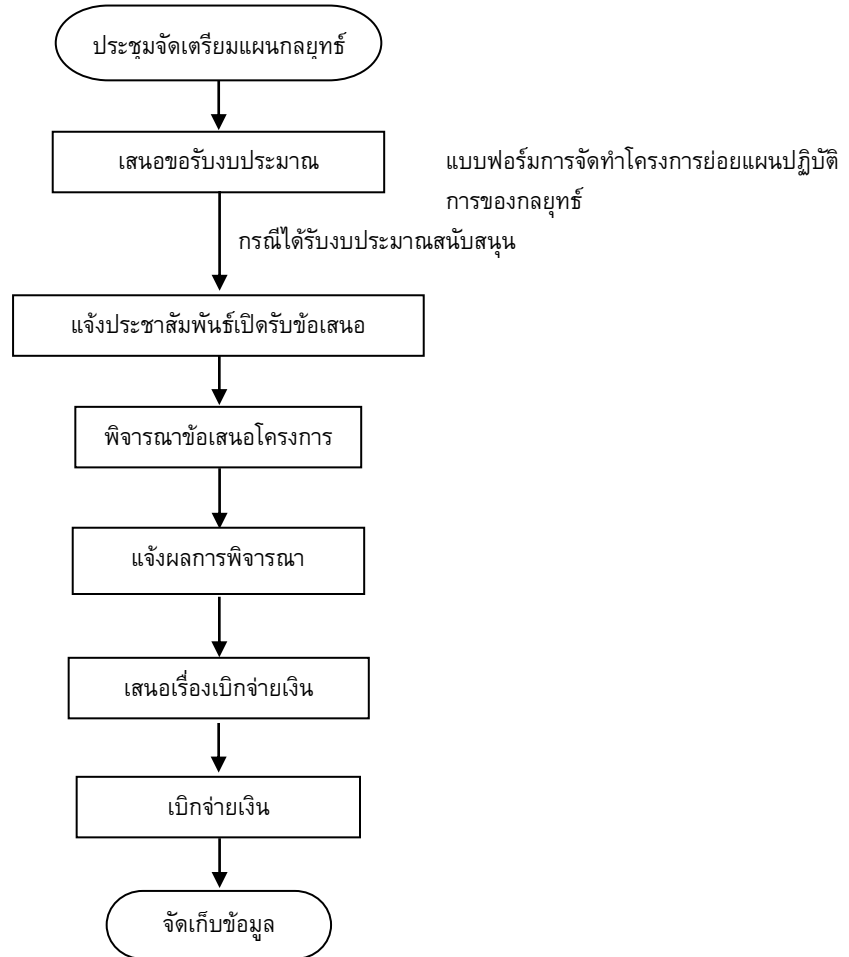 ประชุมจัดเตรียมแผนกลยุทธ์
เสนอขอรับงบประมาณ
แบบฟอร์มการจัดทำโครงการย่อยแผนปฏิบัติ
การของกลยุทธ์
กรณีได้รับงบประมาณสนับสนุน
แจ้งประชาสัมพันธ์เปิดรับข้อเสนอ
พิจารณาข้อเสนอโครงการ
แจ้งผลการพิจารณา
เสนอเรื่องเบิกจ่ายเงิน
เบิกจ่ายเงิน
จัดเก็บข้อมูล